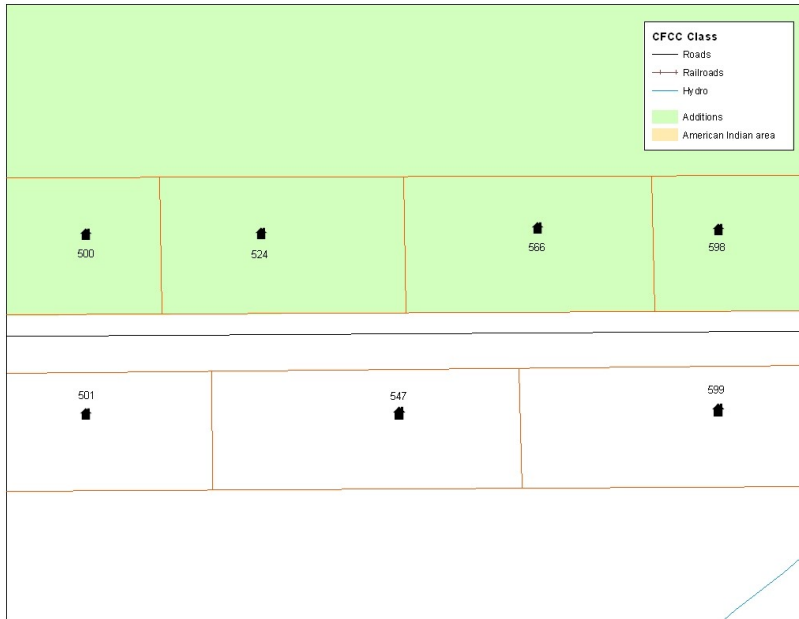 CFCC Class
Roads
Railroads
Hydro
Additions
American Indian area
500
524
566
598
501
547
599